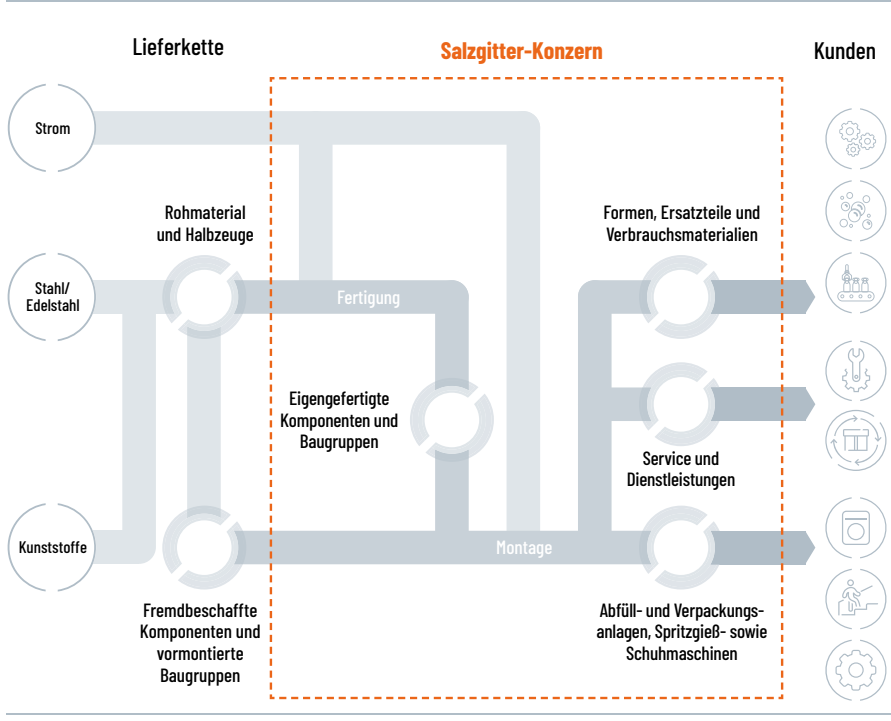 Lieferkette
Salzgitter-Konzern
Kunden
Strom
Rohmaterial
und Halbzeuge
Formen, Ersatzteile und
Verbrauchsmaterialien
Stahl/
Edelstahl
Fertigung
Eigengefertigte
Komponenten und
Baugruppen
Service und
Dienstleistungen
Kunststoffe
Montage
Fremdbeschaffte
Komponenten und
vormontierte
Baugruppen
Abfüll- und Verpackungs-
anlagen, Spritzgieß- sowie
Schuhmaschinen